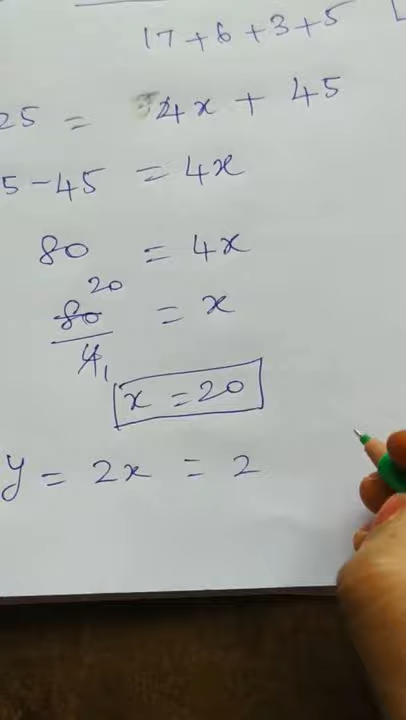 17+6+3+5
25 = 4x + 45
5-45 = 4x
80 = 4x
20
80/4 1 = x
x = 20
y = 2x = 2